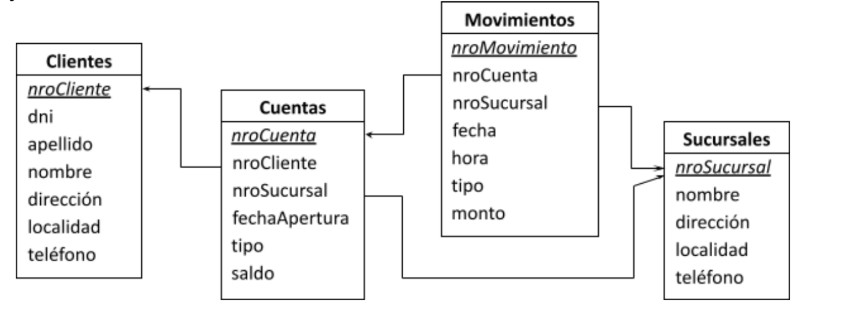 Clientes
nroCliente
dni
apellido
nombre
dirección
localidad
teléfono
Cuentas
nroCuenta
nroCliente
nroSucursal
fechaApertura
tipo
saldo
Movimientos
nroMovimiento
nroCuenta
nroSucursal
fecha
hora
tipo
monto
Sucursales
nroSucursal
nombre
dirección
localidad
teléfono